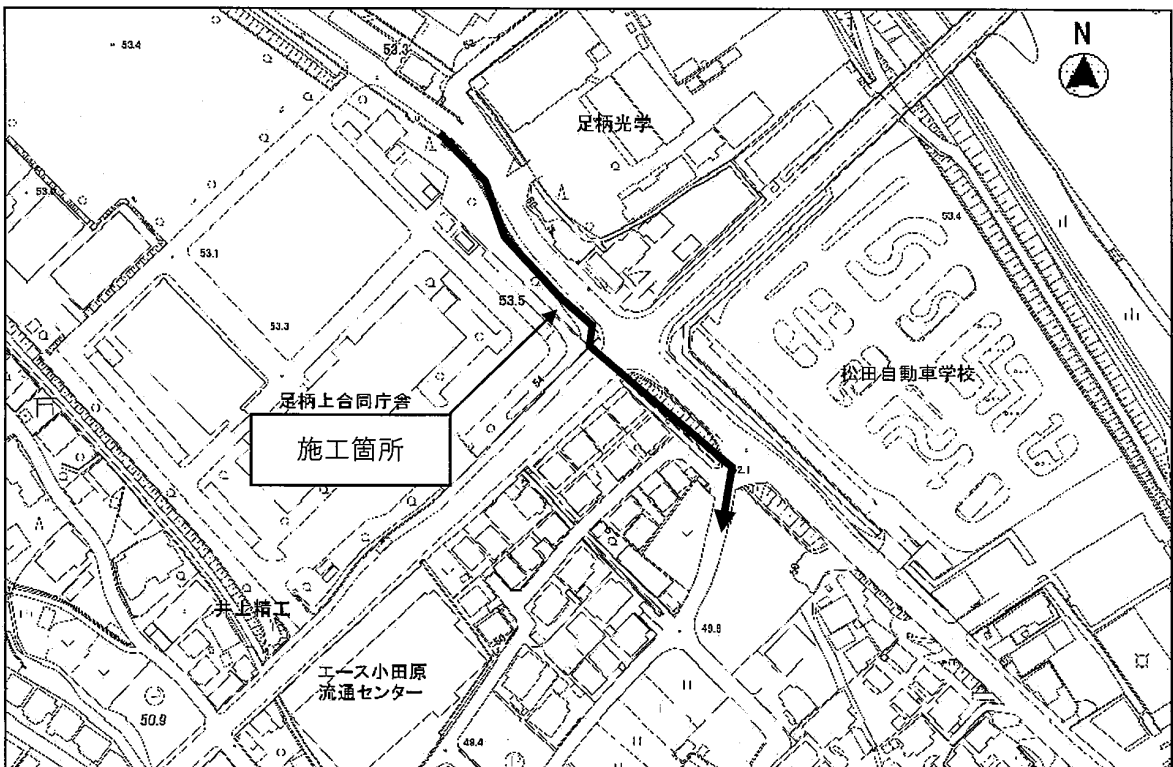 53.4
53.3
N
足柄光学
53.4
53.1
53.5
53.3
松田自動車学校
54
足柄上合同庁舎
施工箇所
井上精工
エース小田原
流通センター
50.9
49.4